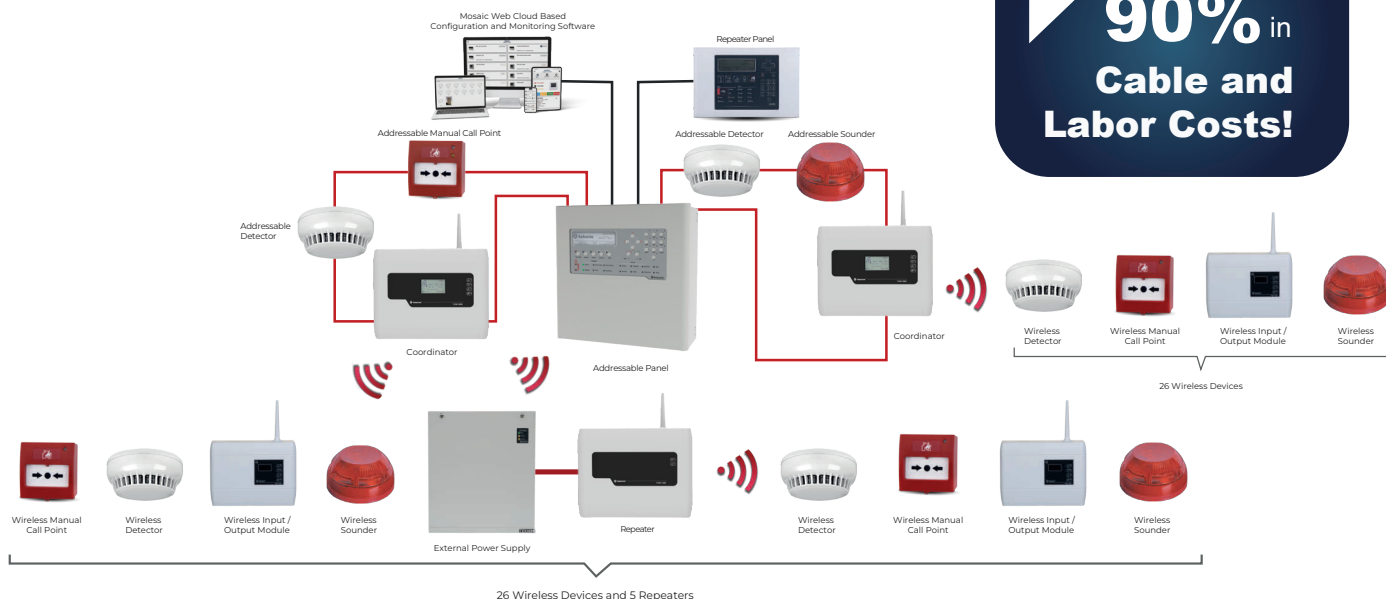 Mosaic Web Cloud Based
Configuration and Monitoring Software
Repeater Panel
90% in
Cable and
Labor Costs!
Addressable Manual Call Point
Addressable Detector
Addressable Sounder
Addressable
Detector
Coordinator
Addressable Panel
Coordinator
Wireless
Detector
Wireless Manual
Call Point
Wireless Input /
Output Module
Wireless
Sounder
26 Wireless Devices
Wireless Manual
Call Point
Wireless
Detector
Wireless Input /
Output Module
Wireless
Sounder
External Power Supply
Repeater
Wireless
Detector
Wireless Manual
Call Point
Wireless Input /
Output Module
Wireless
Sounder
26 Wireless Devices and 5 Repeaters